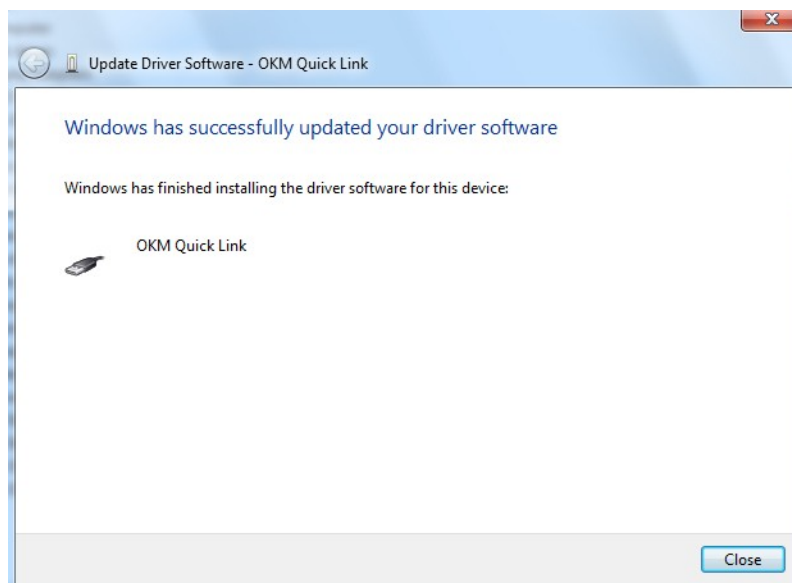 Update Driver Software - OKM Quick Link
Windows has successfully updated your driver software
Windows has finished installing the driver software for this device:
OKM Quick Link
Close